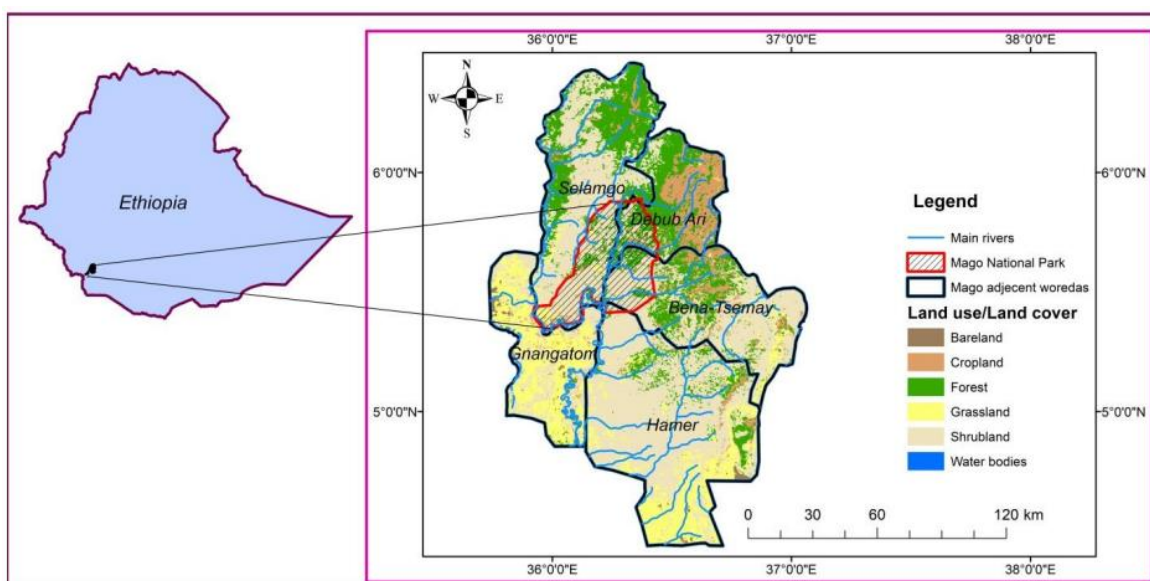 Ethiopia
36°0'0"E
37°0'0"E
38°0'0"E
N
W
E
S
6°0'0"N
5°0'0"N
6°0'0"N
5°0'0"N
Selamgo
Debub Ari
Bena-Tsemay
Gnangatom
Hamer
Legend
Main rivers
Mago National Park
Mago adjecent woredas
Land use/Land cover
Bareland
Cropland
Forest
Grassland
Shrubland
Water bodies
0 30 60 120 km
36°0'0"E
37°0'0"E
38°0'0"E